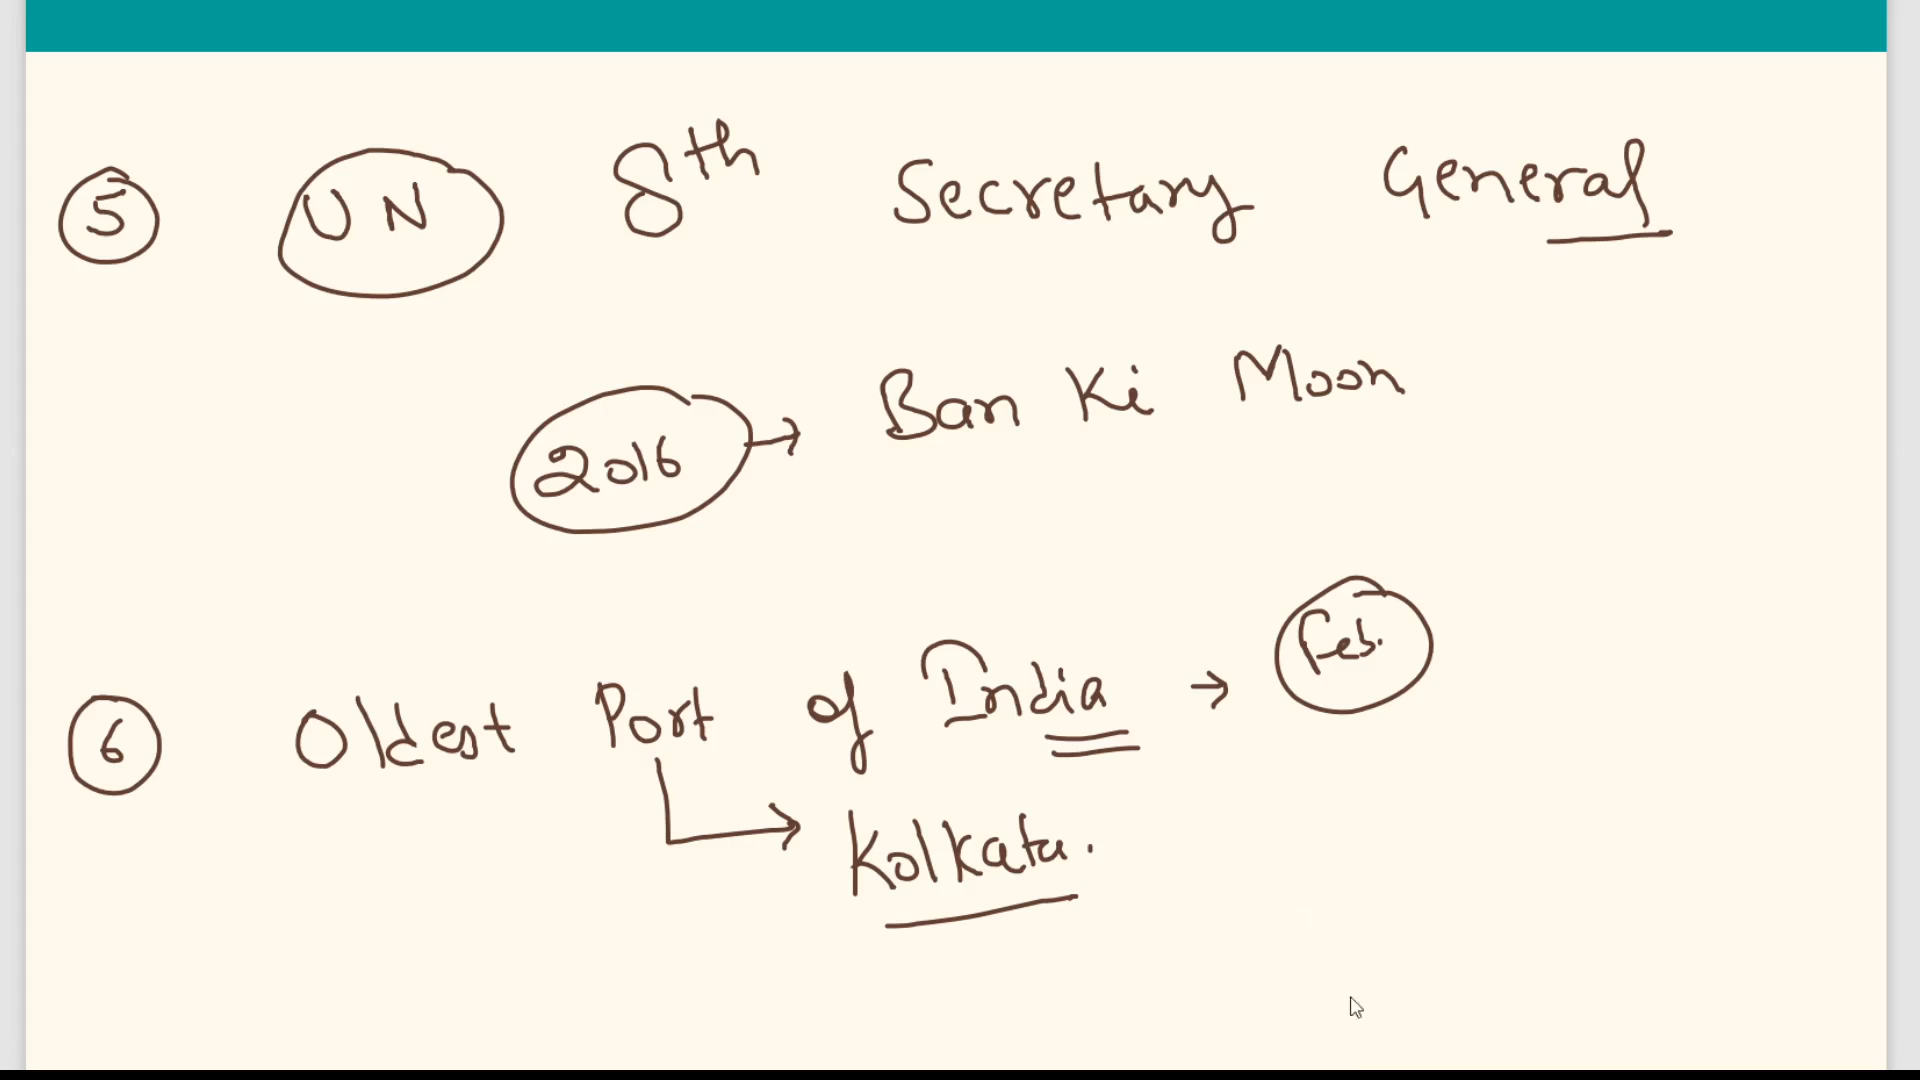 5 UN 8th Secretary General
2016 → Ban Ki Moon
6 Oldest Port of India → Feb.
Kolkata.